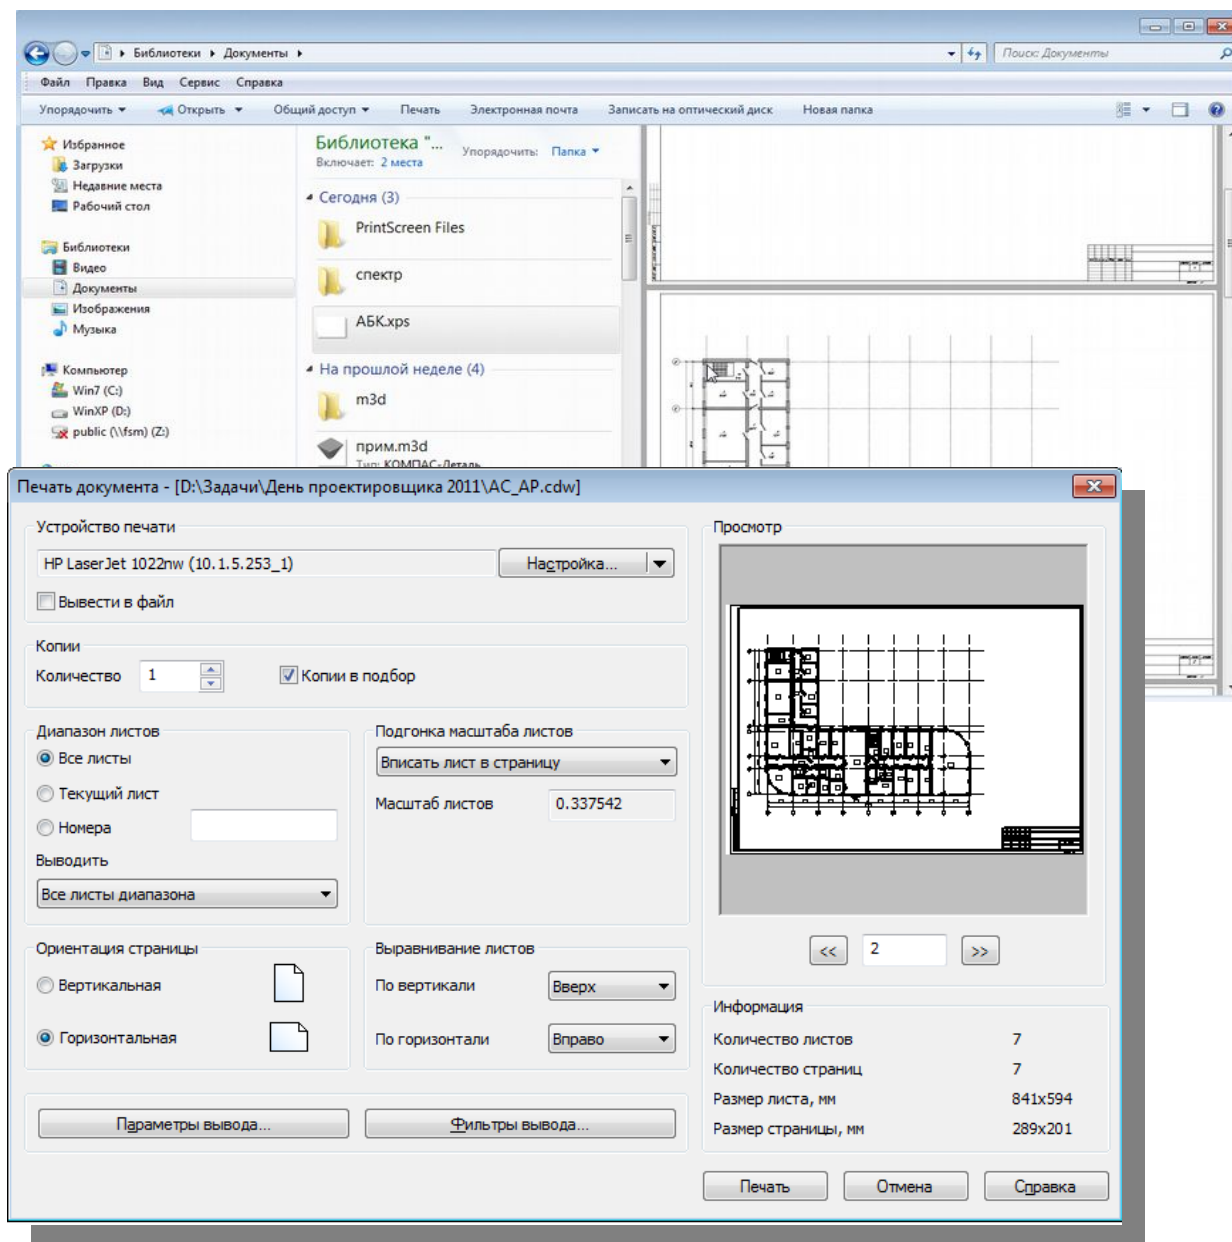 Библиотеки ▸ Документы ▸
Поиск: Документы
Файл Правка Вид Сервис Справка
Упорядочить Открыть Общий доступ Печать Электронная почта Записать на оптический диск Новая папка
Избранное
Загрузки
Недавние места
Рабочий стол
Библиотеки
Видео
Документы
Изображения
Музыка
Компьютер
Win7 (C:)
WinXP (D:)
public (\\fsm) (Z:)
Библиотека "...
Включает: 2 места
Упорядочить: Папка
Сегодня (3)
PrintScreen Files
спектр
АБК.xps
На прошлой неделе (4)
m3d
прим.m3d
Тип: КОМПАС-Деталь
Печать документа - [D:\Задачи\День проектировщика 2011\АС_АР.cdw]
Устройство печати
HP LaserJet 1022nw (10.1.5.253_1)
Настройка...
Вывести в файл
Копии
Количество 1
Копии в подбор
Диапазон листов
Все листы
Текущий лист
Номера
Выводить
Все листы диапазона
Подгонка масштаба листов
Вписать лист в страницу
Масштаб листов 0.337542
Ориентация страницы
Вертикальная
Горизонтальная
Выравнивание листов
По вертикали Вверх
По горизонтали Вправо
Параметры вывода...
Фильтры вывода...
Просмотр
<< 2 >>
Информация
Количество листов 7
Количество страниц 7
Размер листа, мм 841x594
Размер страницы, мм 289x201
Печать Отмена Справка